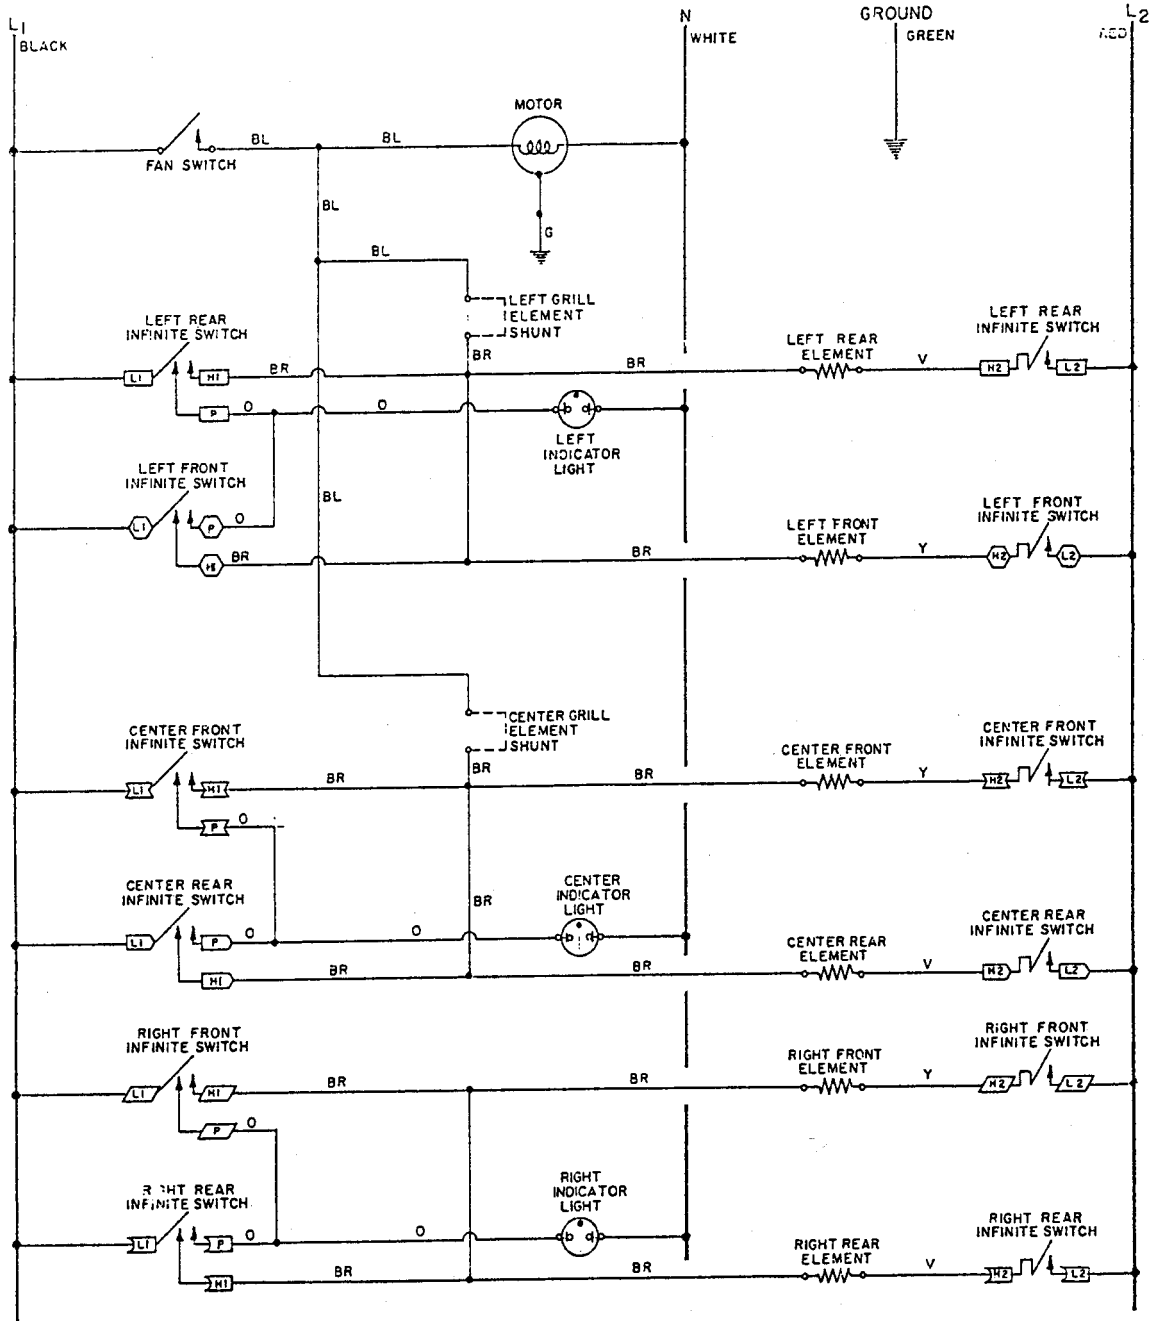 L1
BLACK
N
WHITE
GROUND
GREEN
L2
RED
MOTOR
BL
BL
FAN SWITCH
BL
G
BL
LEFT GRILL
ELEMENT
SHUNT
LEFT REAR
INFINITE SWITCH
LEFT REAR
ELEMENT
LEFT REAR
INFINITE SWITCH
L1
H1
BR
BR
BR
V
H2
L2
P
O
O
LEFT
INDICATOR
LIGHT
LEFT FRONT
INFINITE SWITCH
BL
LEFT FRONT
ELEMENT
LEFT FRONT
INFINITE SWITCH
L1
P
O
BR
BR
BR
Y
H2
L2
CENTER GRILL
ELEMENT
SHUNT
CENTER FRONT
INFINITE SWITCH
CENTER FRONT
ELEMENT
CENTER FRONT
INFINITE SWITCH
L1
H1
BR
BR
BR
Y
H2
L2
P
O
CENTER REAR
INFINITE SWITCH
BR
CENTER
INDICATOR
LIGHT
CENTER REAR
ELEMENT
CENTER REAR
INFINITE SWITCH
L1
P
O
O
H1
BR
BR
V
H2
L2
RIGHT FRONT
INFINITE SWITCH
RIGHT FRONT
ELEMENT
RIGHT FRONT
INFINITE SWITCH
L1
H1
BR
BR
Y
H2
L2
P
O
RIGHT REAR
INFINITE SWITCH
RIGHT
INDICATOR
LIGHT
RIGHT REAR
ELEMENT
RIGHT REAR
INFINITE SWITCH
L1
P
O
O
H1
BR
BR
V
H2
L2